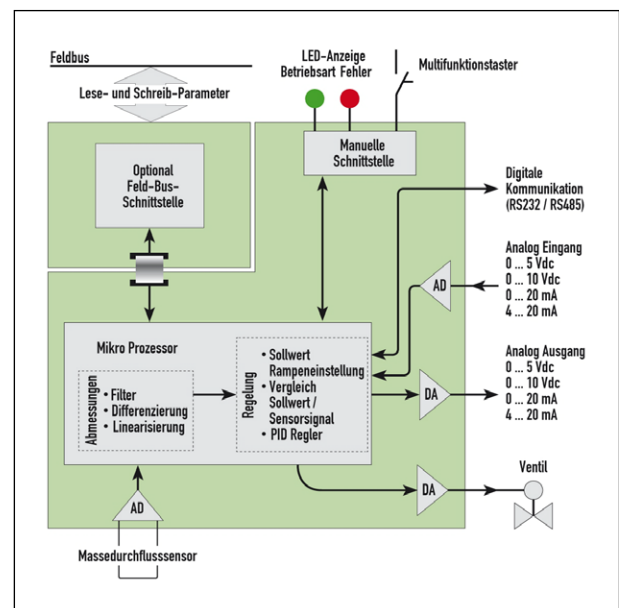 Feldbus
Lese- und Schreib-Parameter
LED-Anzeige
Betriebsart Fehler
Multifunktionstaster
Optional
Feld-Bus-
Schnittstelle
Manuelle
Schnittstelle
Digitale
Kommunikation
(RS232 / RS485)
Analog Eingang
0 ... 5 Vdc
0 ... 10 Vdc
0 ... 20 mA
4 ... 20 mA
AD
Mikro Prozessor
Abmessungen
• Filter
• Differenzierung
• Linearisierung
Regelung
• Sollwert
Rampeneinstellung
• Vergleich
Sollwert /
Sensorsignal
• PID Regler
DA
Analog Ausgang
0 ... 5 Vdc
0 ... 10 Vdc
0 ... 20 mA
4 ... 20 mA
DA
Ventil
AD
Massedurchflusssensor